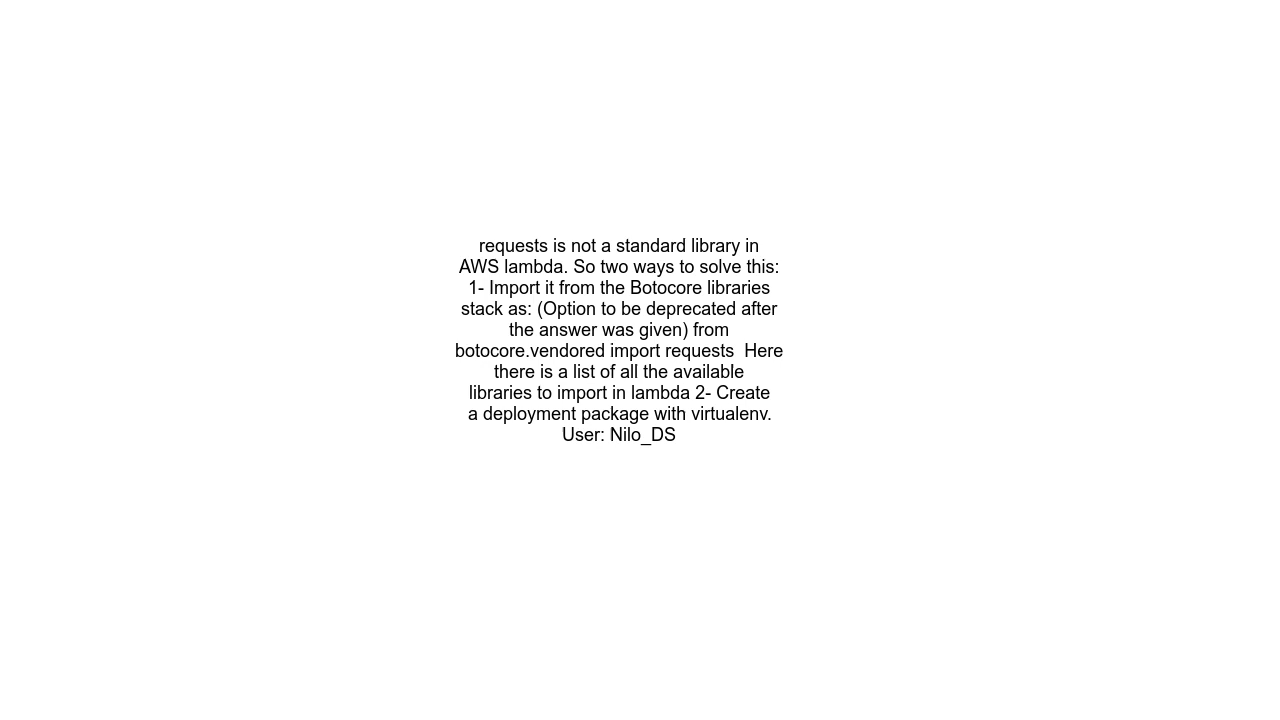 requests is not a standard library in
AWS lambda. So two ways to solve this:
1- Import it from the Botocore libraries
stack as: (Option to be deprecated after
the answer was given) from
botocore.vendored import requests  Here
there is a list of all the available
libraries to import in lambda 2- Create
a deployment package with virtualenv.
User: Nilo_DS